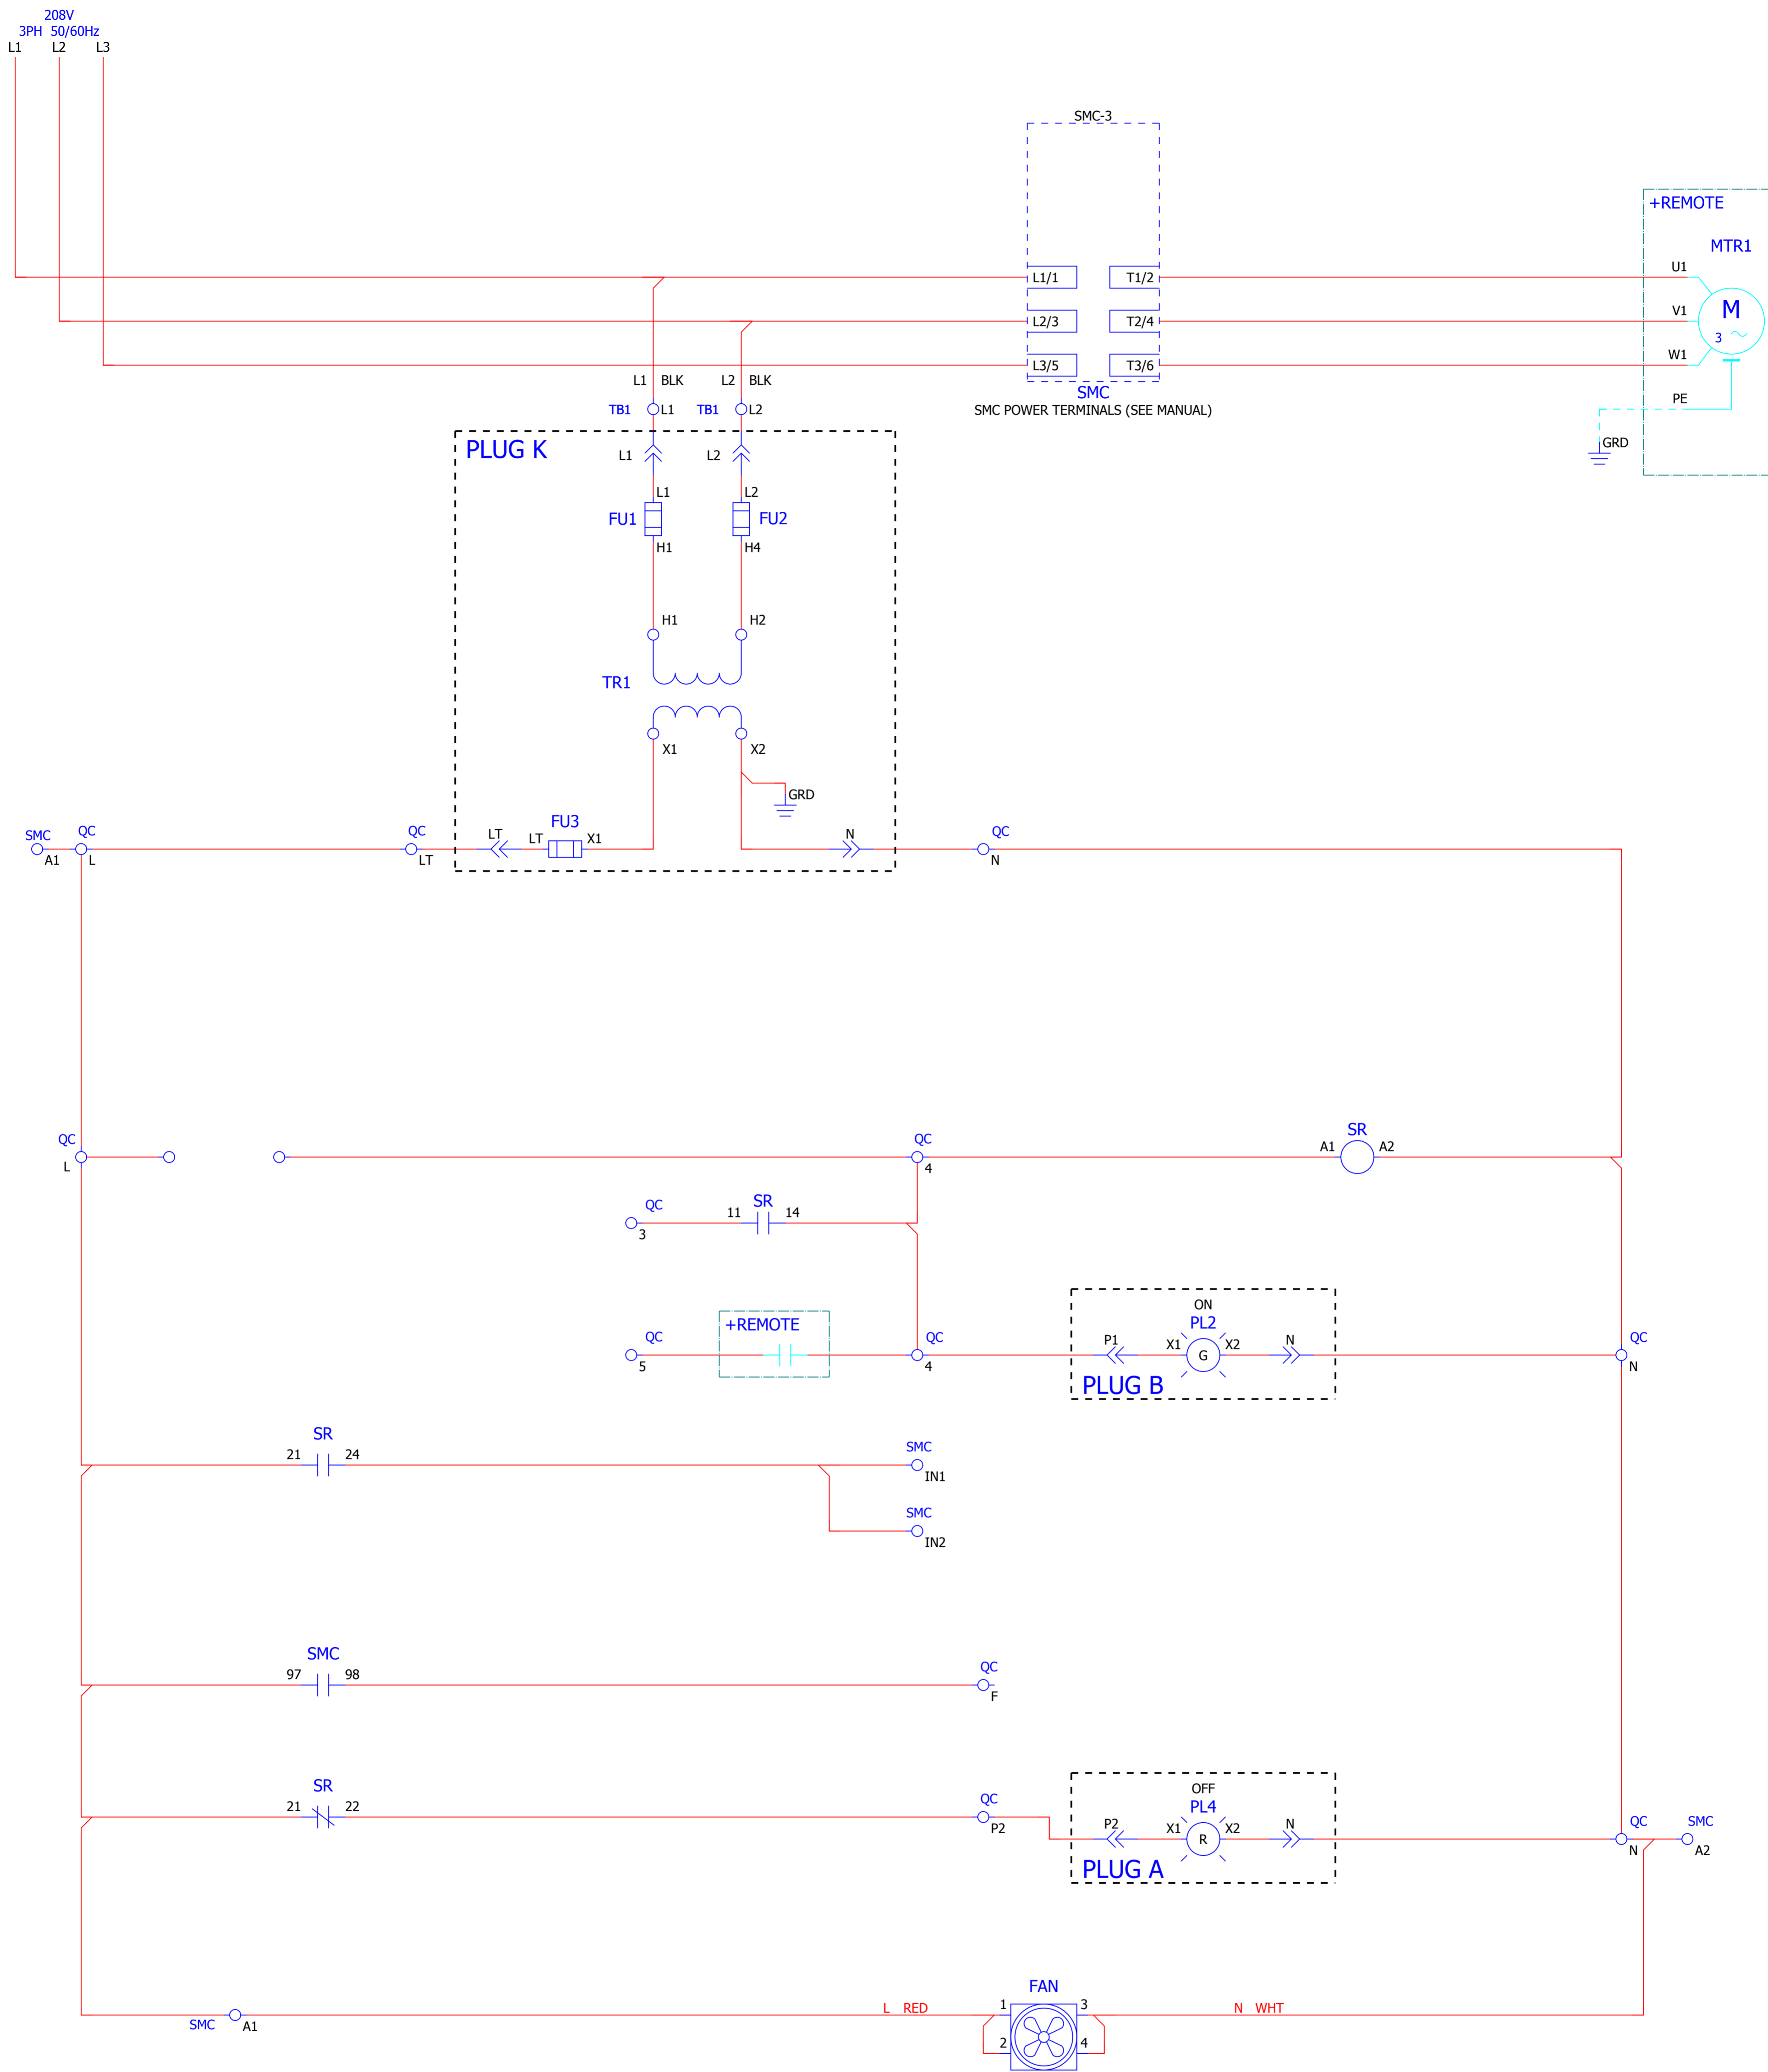 208V
3PH 50/60Hz
L1 L2 L3
SMC-3
+REMOTE
MTR1
L1/1 T1/2 U1
L2/3 T2/4 V1
M
3
L3/5 T3/6 W1
L1 BLK L2 BLK
SMC
TB1 L1 TB1 L2
SMC POWER TERMINALS (SEE MANUAL)
PE
GRD
PLUG K
L1 L2
L1 L2
FU1 FU2
H1 H4
H1 H2
TR1
X1 X2
GRD
FU3
SMC QC QC LT LT X1 N QC
A1 L LT N
QC QC SR
A1 A2
L 4
QC SR
11 14
3
ON
+REMOTE PL2
QC QC P1 X1 X2 N QC
G
5 4 N
PLUG B
SR SMC
21 24
IN1
SMC
IN2
SMC QC
97 98
F
SR OFF
21 22 QC PL4
P2 P2 X1 X2 N QC SMC
R
N A2
PLUG A
FAN
L RED 1 3 N WHT
SMC A1
2 4